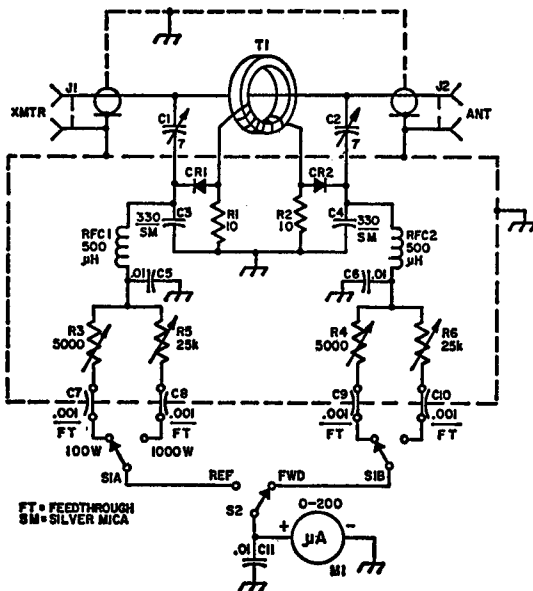 T1
J1
J2
XMTR
ANT
C1
7
C2
7
CR1
CR2
C3
330
SM
R1
10
R2
10
C4
330
SM
RFC1
500
μH
RFC2
500
μH
.01 C5
C6 .01
R3
5000
R5
25k
R4
5000
R6
25k
C7
.001
FT
C8
.001
FT
C9
.001
FT
C10
.001
FT
100W
1000W
S1A
S1B
REF
FWD
S2
FT = FEEDTHROUGH
SM = SILVER MICA
0-200
+
μA
-
M1
.01 C11